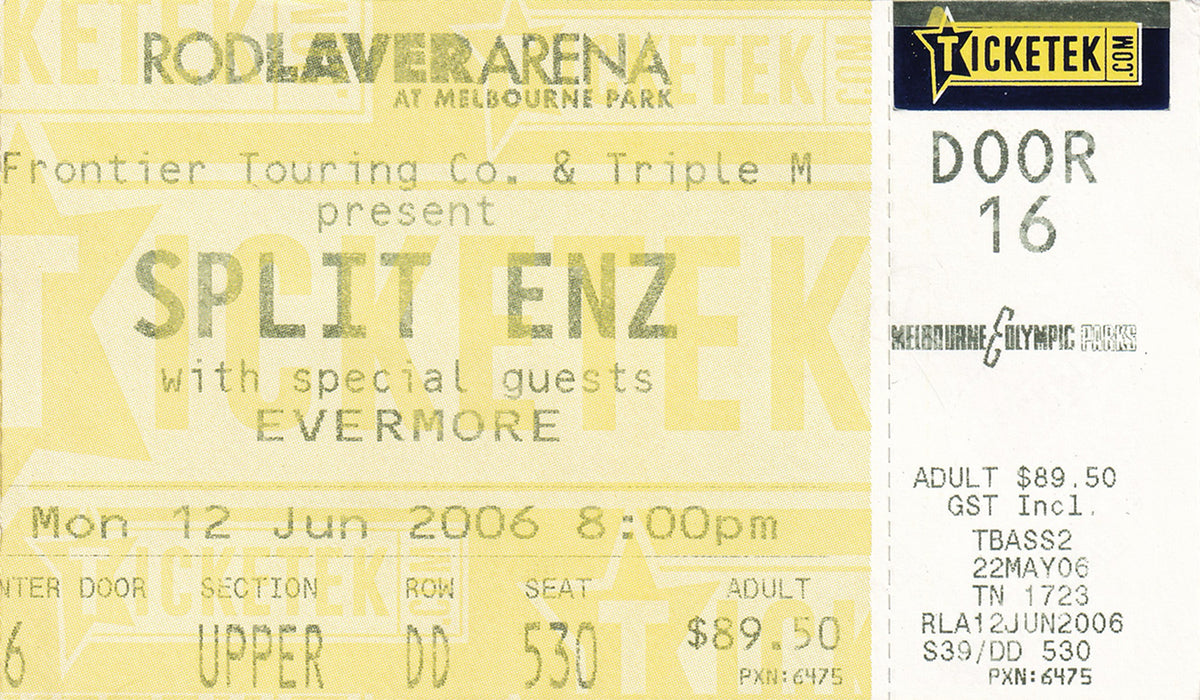 RODLAVERARENA
AT MELBOURNE PARK
Frontier Touring Co. & Triple M
present
SPLIT ENZ
with special guests
EVERMORE
Mon 12 Jun 2006 8:00pm
NTER DOOR SECTION ROW SEAT ADULT
6 UPPER DD 530 $89.50
PXN:6475
TICKETEK.COM
DOOR
16
MELBOURNE & OLYMPIC PARKS
ADULT $89.50
GST Incl.
TBASS2
22MAY06
TN 1723
RLA12JUN2006
S39/DD 530
PXN:6475